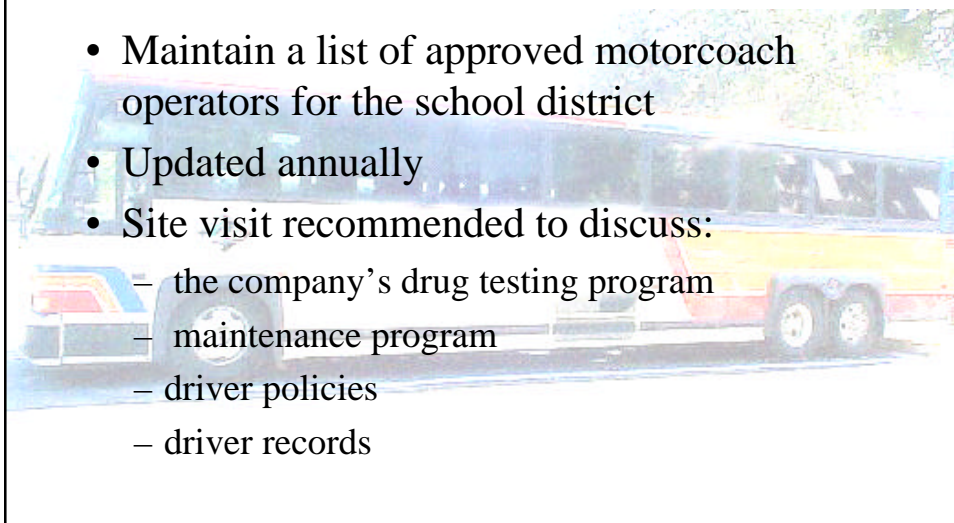 • Maintain a list of approved motorcoach
operators for the school district
• Updated annually
• Site visit recommended to discuss:
– the company’s drug testing program
– maintenance program
– driver policies
– driver records